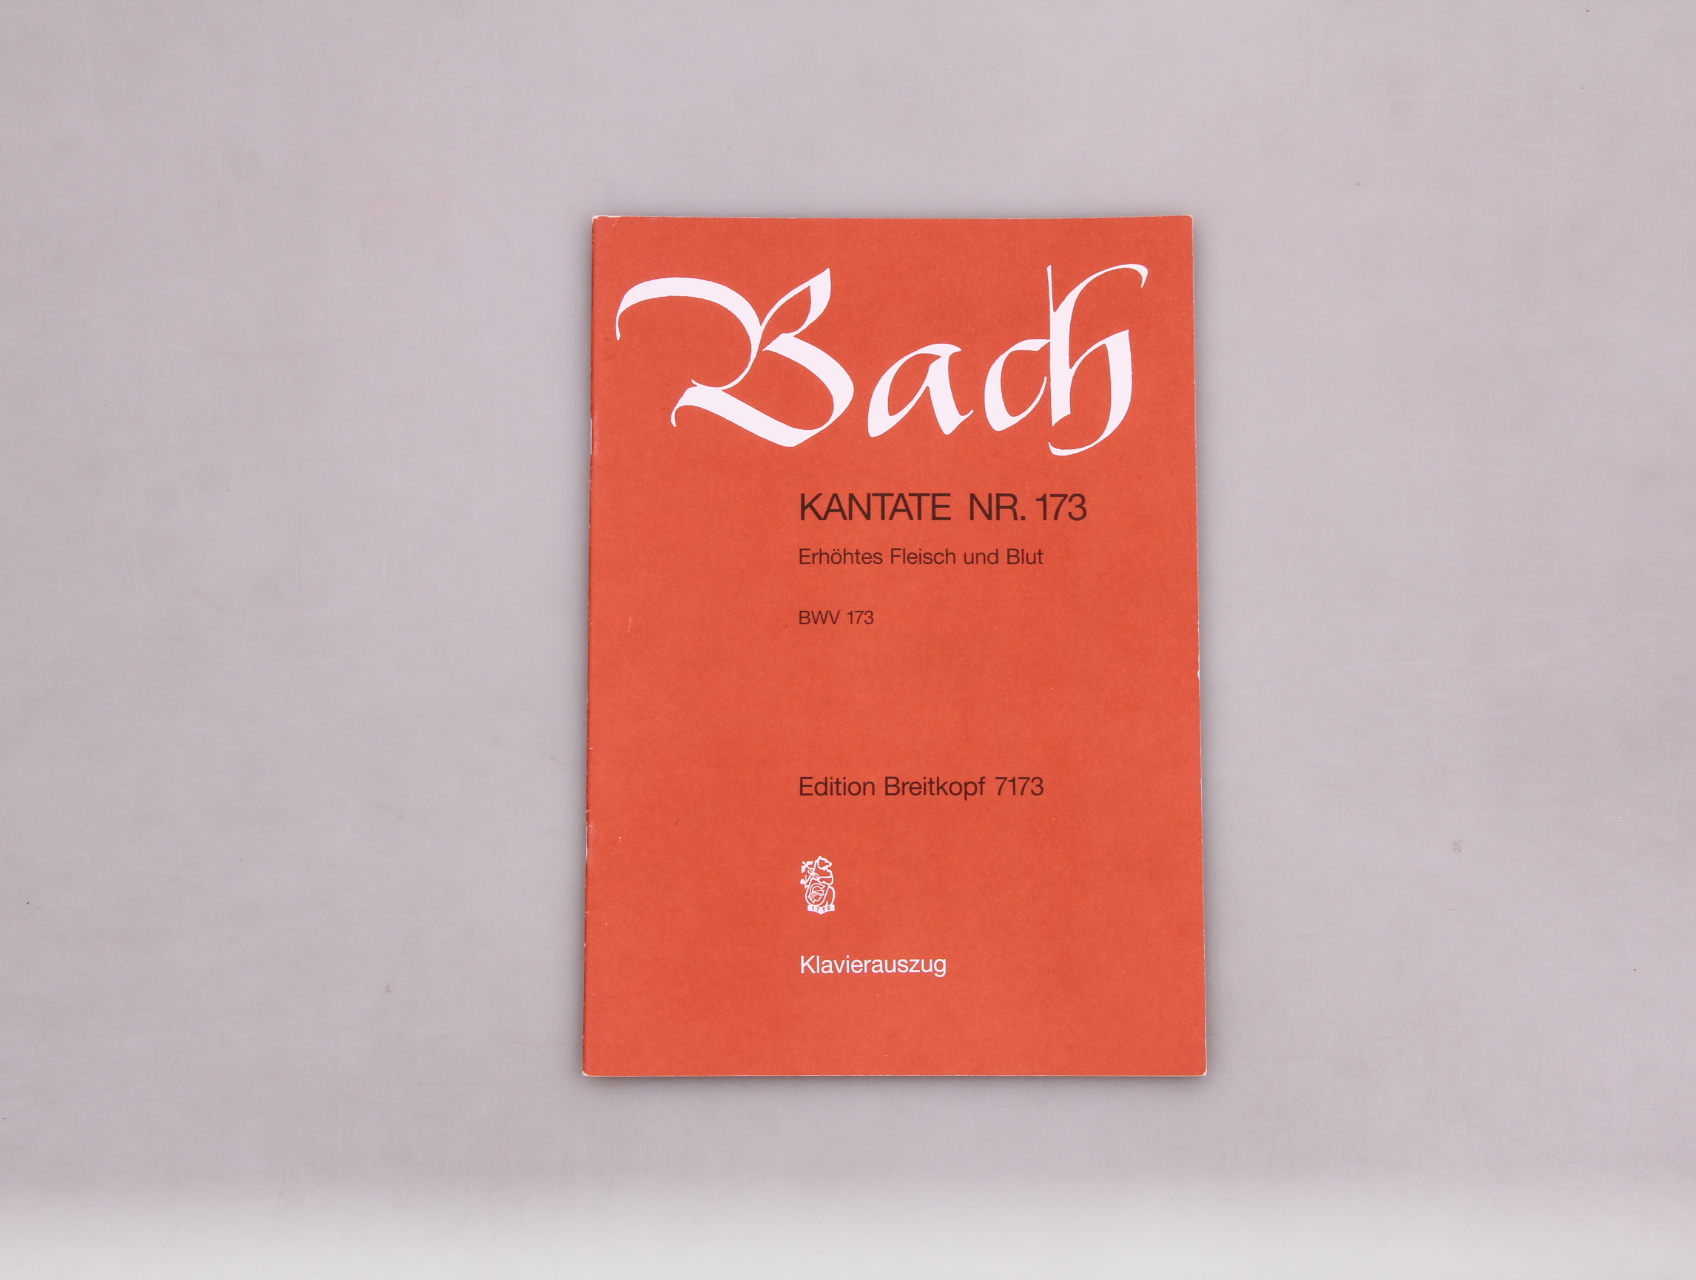 Bach
KANTATE NR. 173
Erhöhtes Fleisch und Blut
BWV 173
Edition Breitkopf 7173
Klavierauszug